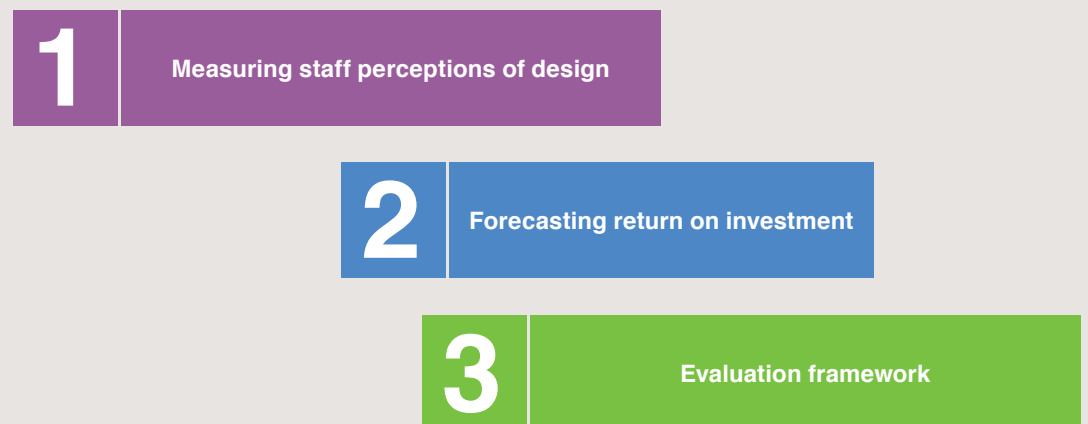 1 Measuring staff perceptions of design
2 Forecasting return on investment
3 Evaluation framework